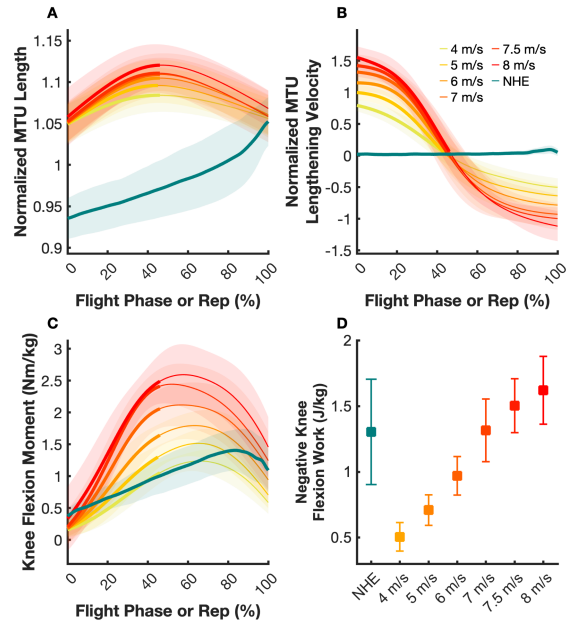 A
Normalized MTU Length
1.15
1.1
1.05
1
0.95
0.9
0
20
40
60
80
100
Flight Phase or Rep (%)
B
Normalized MTU
Lengthening Velocity
1.5
1
0.5
0
-0.5
-1
-1.5
4 m/s
5 m/s
6 m/s
7 m/s
7.5 m/s
8 m/s
NHE
0
20
40
60
80
100
Flight Phase or Rep (%)
C
Knee Flexion Moment (Nm/kg)
3
2.5
2
1.5
1
0.5
0
0
20
40
60
80
100
Flight Phase or Rep (%)
D
Negative Knee
Flexion Work (J/kg)
2
1.5
1
0.5
NHE
4 m/s
5 m/s
6 m/s
7 m/s
7.5 m/s
8 m/s